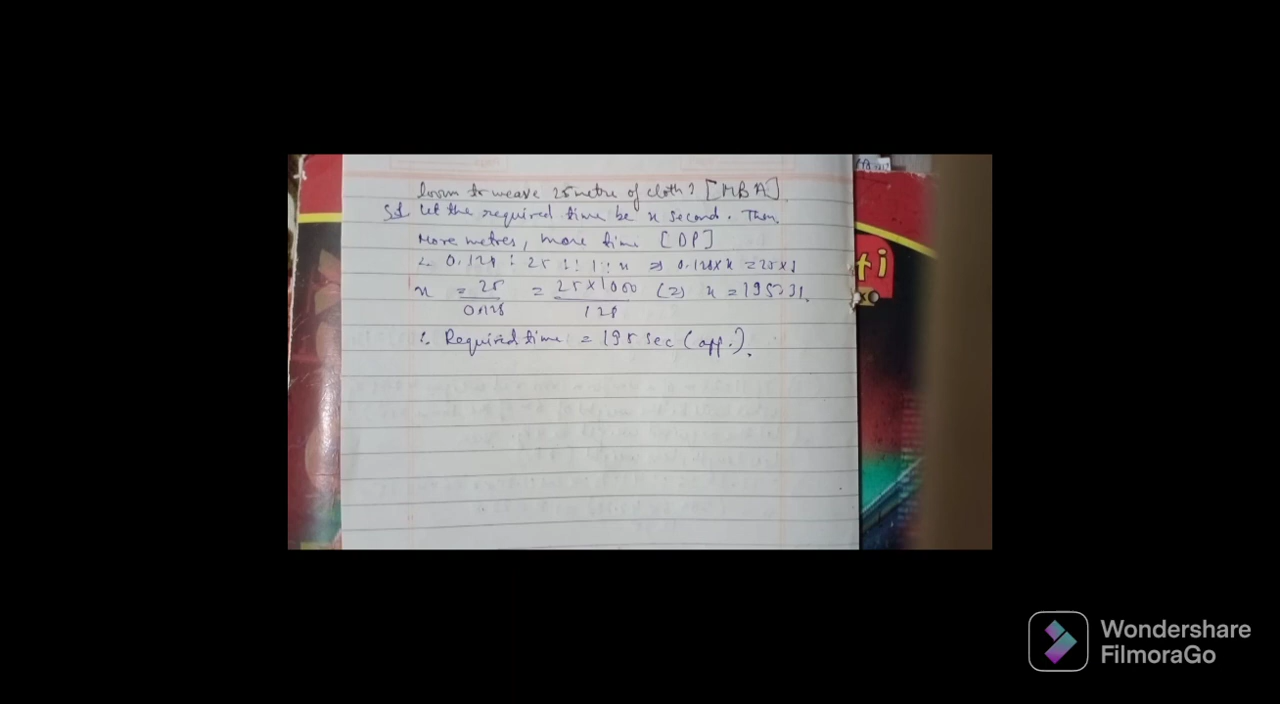 loom to weave 25 metre of cloth? [MBA]
Sol. Let the required time be x second. Then,
More metres, more time [DP]
∴ 0.128 : 25 :: 1 : x ⇒ 0.128 × x = 25 × 1
x = 25/0.128 = 25×1000/128 (=) x = 195.31.
∴ Required time = 195 sec (app.).
ti
Wondershare
FilmoraGo